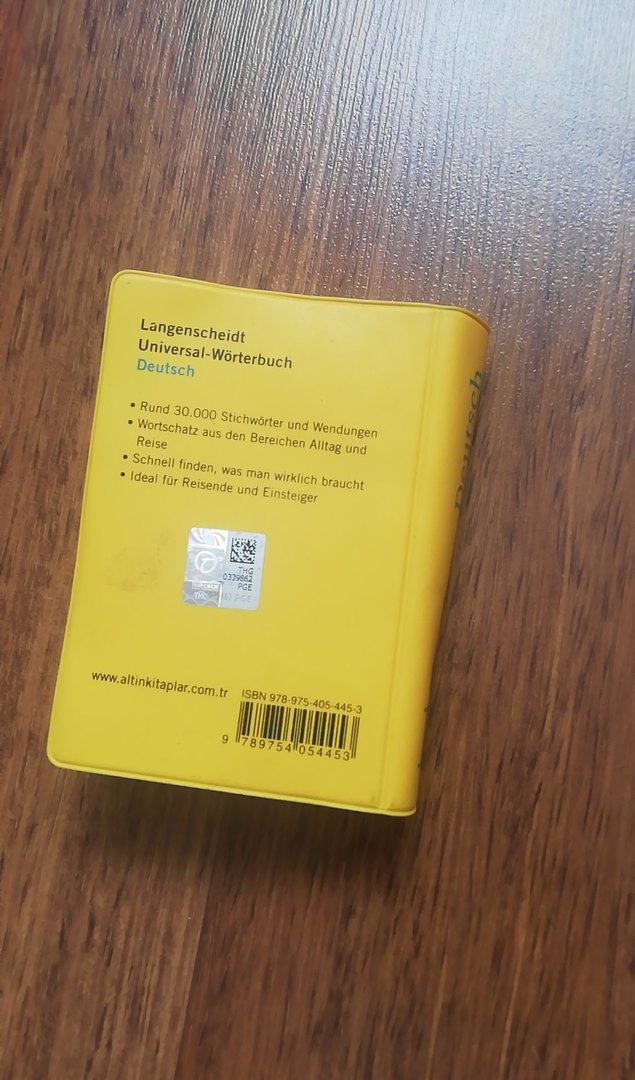 Langenscheidt
Universal-Wörterbuch
Deutsch
• Rund 30.000 Stichwörter und Wendungen
• Wortschatz aus den Bereichen Alltag und
Reise
• Schnell finden, was man wirklich braucht
• Ideal für Reisende und Einsteiger
THG
0339862
PGE
www.altinkitaplar.com.tr
ISBN 978-975-405-445-3
9 789754 054453
Deutsch